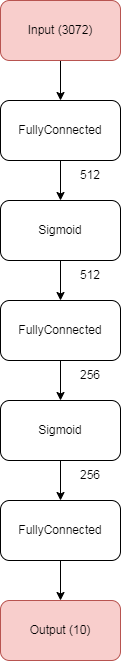 Input (3072)
FullyConnected
512
Sigmoid
512
FullyConnected
256
Sigmoid
256
FullyConnected
Output (10)